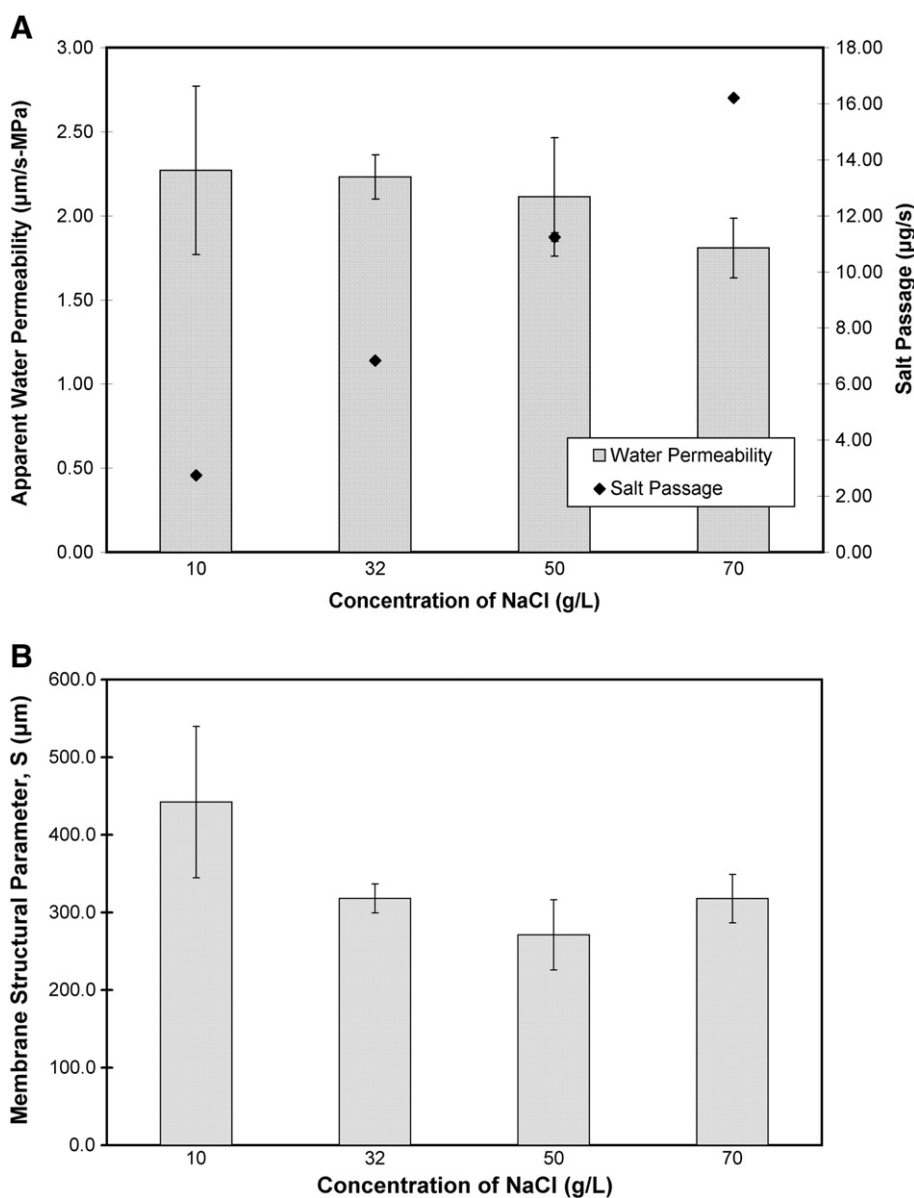 A
Apparent Water Permeability (µm/s-MPa)
3.00
2.50
2.00
1.50
1.00
0.50
0.00
18.00
16.00
14.00
12.00
10.00
8.00
6.00
4.00
2.00
0.00
Salt Passage (µg/s)
Water Permeability
Salt Passage
10 32 50 70
Concentration of NaCl (g/L)
B
Membrane Structural Parameter, S (µm)
600.0
500.0
400.0
300.0
200.0
100.0
0.0
10 32 50 70
Concentration of NaCl (g/L)